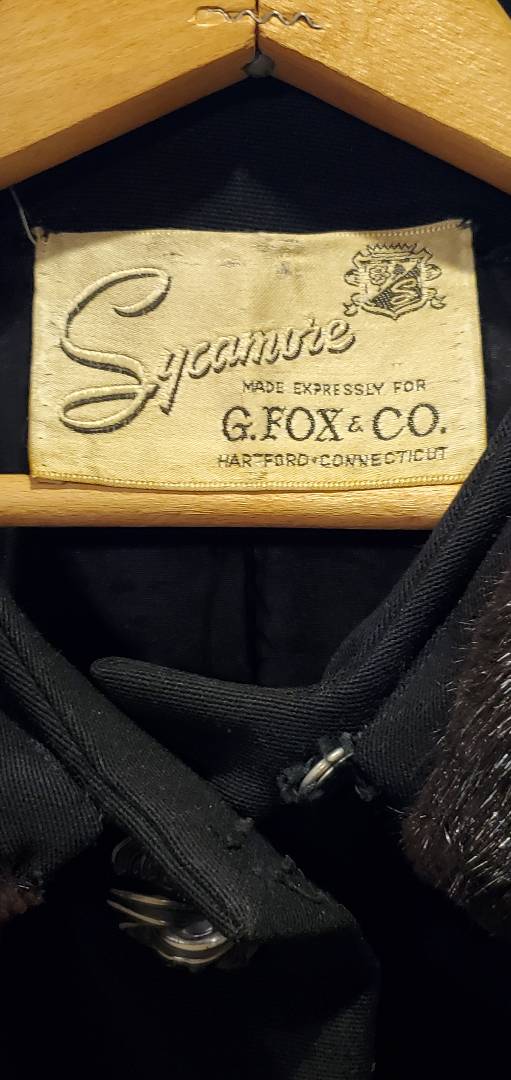 Sycamore
MADE EXPRESSLY FOR
G. FOX & CO.
HARTFORD • CONNECTICUT